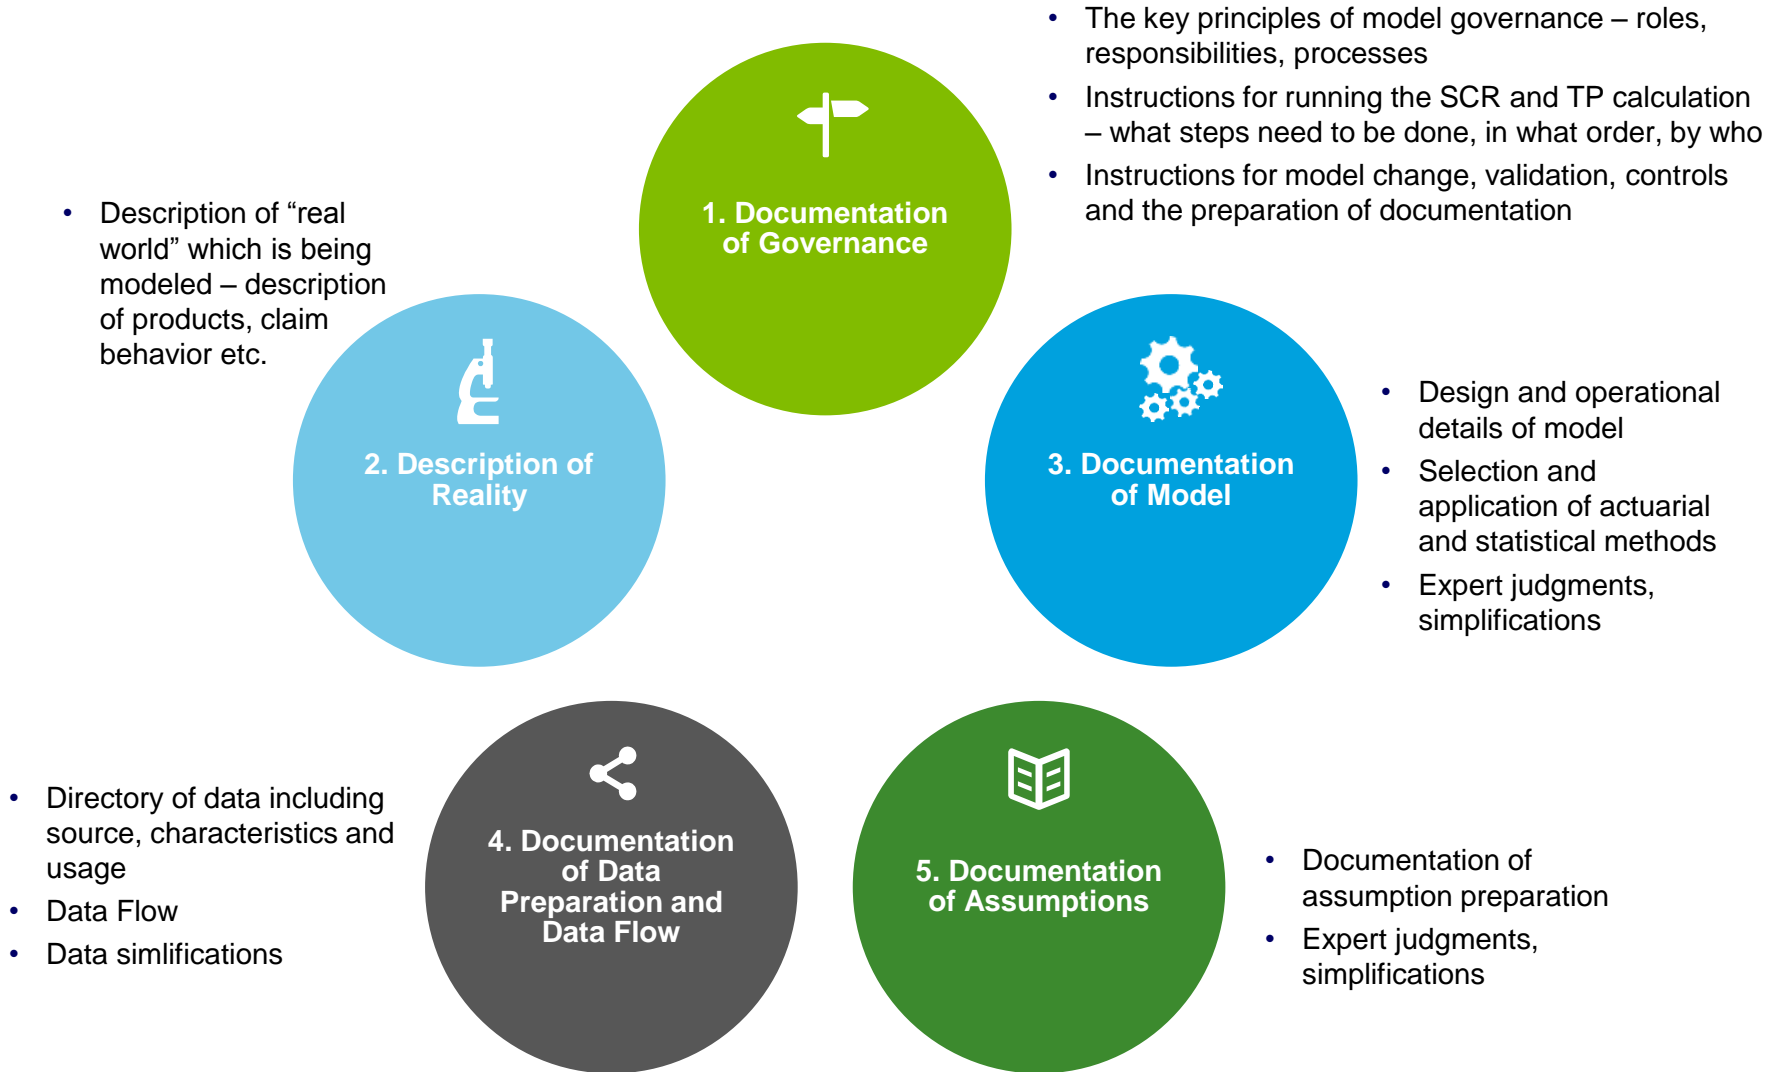 • The key principles of model governance – roles,
responsibilities, processes
• Instructions for running the SCR and TP calculation
– what steps need to be done, in what order, by who
• Instructions for model change, validation, controls
and the preparation of documentation
1. Documentation
of Governance
• Description of “real
world” which is being
modeled – description
of products, claim
behavior etc.
2. Description of
Reality
3. Documentation
of Model
• Design and operational
details of model
• Selection and
application of actuarial
and statistical methods
• Expert judgments,
simplifications
• Directory of data including
source, characteristics and
usage
• Data Flow
• Data simlifications
4. Documentation
of Data
Preparation and
Data Flow
5. Documentation
of Assumptions
• Documentation of
assumption preparation
• Expert judgments,
simplifications